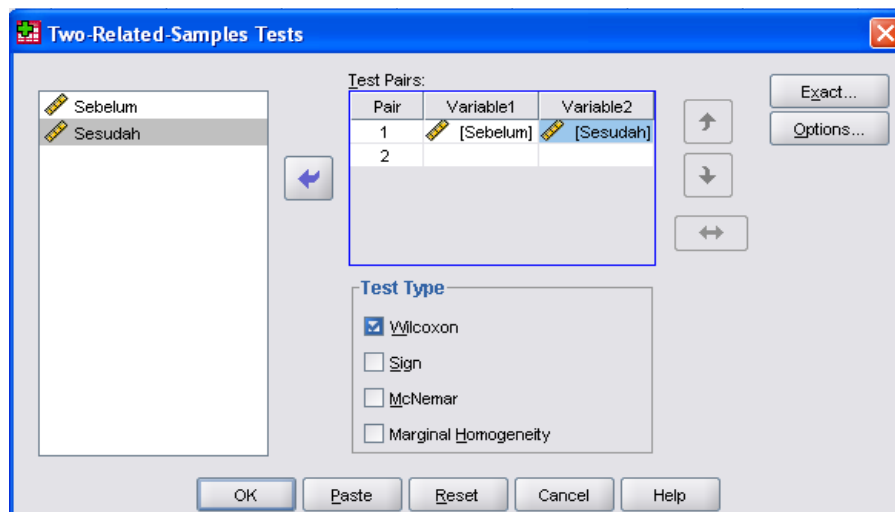 Two-Related-Samples Tests
Sebelum
Sesudah
Test Pairs:
Pair Variable1 Variable2
1 [Sebelum] [Sesudah]
2
Exact...
Options...
Test Type
Wilcoxon
Sign
McNemar
Marginal Homogeneity
OK Paste Reset Cancel Help